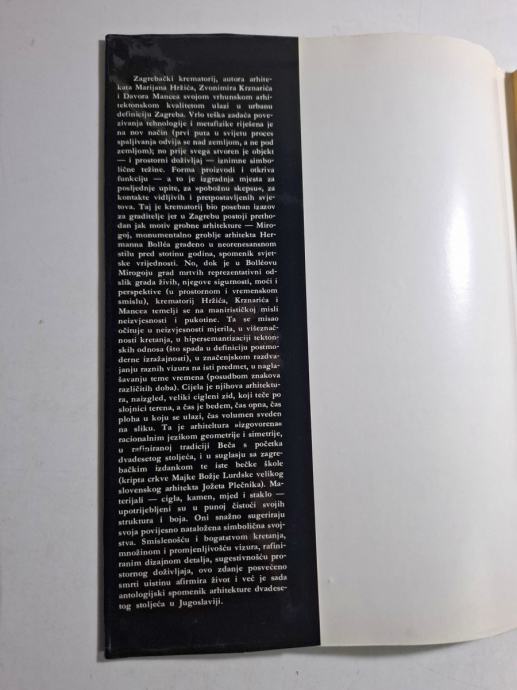 Zagrebački krematorij, autora arhite-
kata Marijana Hržića, Zvonimira Krznarića
i Davora Mancea svojom vrhunskom arhi-
tektonskom kvalitetom ulazi u urbanu
definiciju Zagreba. Vrlo teška zadaća pove-
zivanja tehnologije i metafizike riješena je
na nov način (prvi puta u svijetu proces
spaljivanja odvija se nad zemljom, a ne pod
zemljom); no prije svega stvoren je objekt
— i prostorni doživljaj — iznimne simbo-
lične težine. Forma proizvodi i otkriva
funkciju — a to je izgradnja mjesta za
posljednje upite, za »pobožnu skepsu«, za
kontakte vidljivih i pretpostavljenih svje-
tova. Taj je krematorij bio poseban izazov
za graditelje jer u Zagrebu postoji pretho-
dan jak motiv grobne arhitekture — Miro-
goj, monumentalno groblje arhitekta Her-
manna Bolléa građeno u neorenesansnom
stilu pred stotinu godina, spomenik svjet-
ske vrijednosti. No, dok je u Bolléovu
Mirogoju grad mrtvih reprezentativni od-
slik grada živih, njegove sigurnosti, moći i
perspektive (u prostornom i vremenskom
smislu), krematorij Hržića, Krznarića i
Mancea temelji se na manirističkoj misli
neizvjesnosti i pukotine. Ta se misao
očituje u neizvjesnosti mjerila, u višeznač-
nosti kretanja, u hipersemantizaciji tekton-
skih odnosa (što spada u definiciju postmo-
derne izražajnosti), u značenjskom razdva-
janju raznih vizura na isti predmet, u nagla-
šavanju teme vremena (posudbom znakova
različitih doba). Cijela je njihova arhitektu-
ra, naizgled, veliki cigleni zid, koji teče po
slojnici terena, a čas je bedem, čas opna, čas
ploha u koju se ulazi, čas volumen sveden
na sliku. Ta je arhitektura »izgovorena«
racionalnim jezikom geometrije i simetrije,
u rafiniranoj tradiciji Beča s početka
dvadesetog stoljeća, i u suglasju sa zagre-
bačkim izdankom te iste bečke škole
(kripta crkve Majke Božje Lurdske velikog
slovenskog arhitekta Jožeta Plečnika). Ma-
terijali — cigla, kamen, mjed i staklo —
upotrijebljeni su u punoj čistoći svojih
struktura i boja. Oni snažno sugeriraju
svoja povijesno nataložena simbolična svoj-
stva. Smislenošću i bogatstvom kretanja,
množinom i promjenljivošću vizura, rafini-
ranim dizajnom detalja, sugestivnošću pro-
stornog doživljaja, ovo zdanje posvećeno
smrti uistinu afirmira život i već je sada
antologijski spomenik arhitekture dvadese-
tog stoljeća u Jugoslaviji.